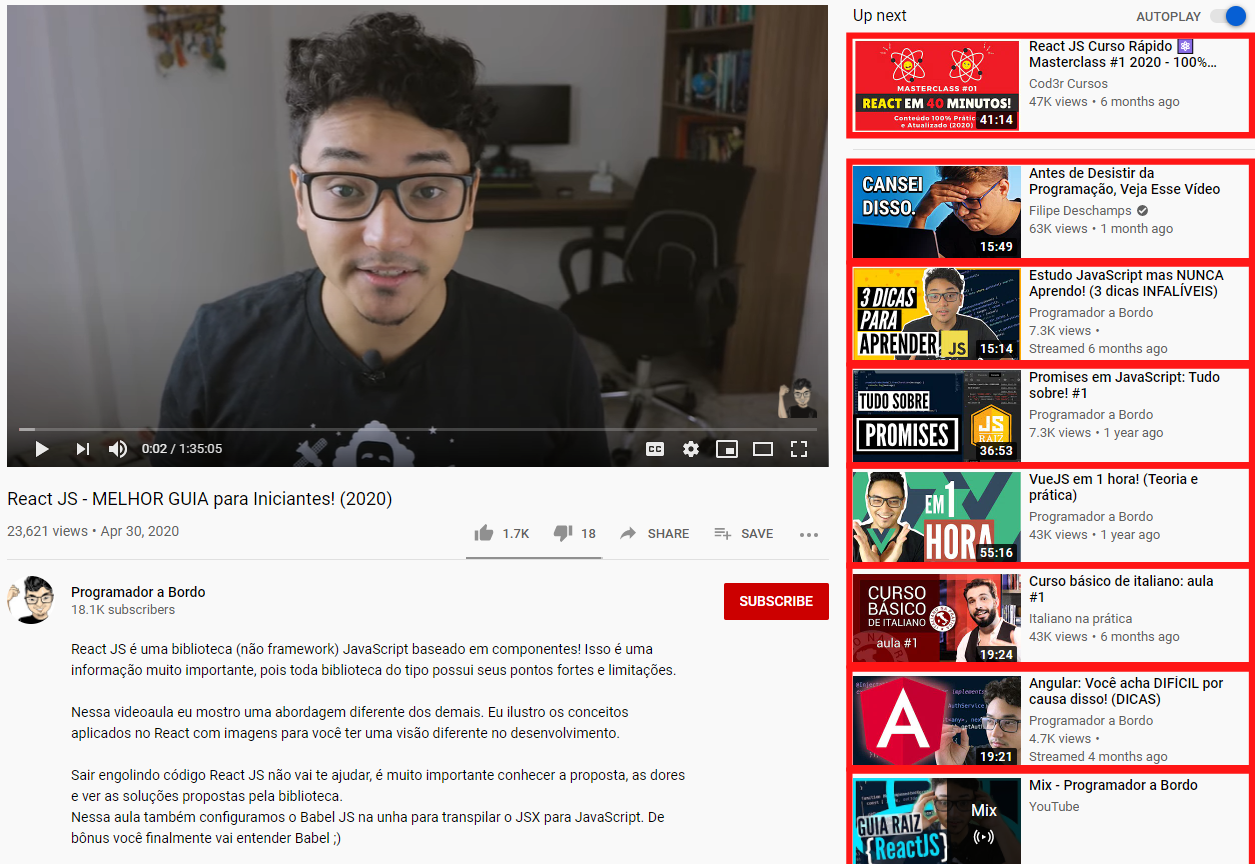 0:02 / 1:35:05
CC
React JS - MELHOR GUIA para Iniciantes! (2020)
23,621 views • Apr 30, 2020
1.7K
18
SHARE
SAVE
Programador a Bordo
18.1K subscribers
SUBSCRIBE
React JS é uma biblioteca (não framework) JavaScript baseado em componentes! Isso é uma
informação muito importante, pois toda biblioteca do tipo possui seus pontos fortes e limitações.
Nessa videoaula eu mostro uma abordagem diferente dos demais. Eu ilustro os conceitos
aplicados no React com imagens para você ter uma visão diferente no desenvolvimento.
Sair engolindo código React JS não vai te ajudar, é muito importante conhecer a proposta, as dores
e ver as soluções propostas pela biblioteca.
Nessa aula também configuramos o Babel JS na unha para transpilar o JSX para JavaScript. De
bônus você finalmente vai entender Babel ;)
Up next
AUTOPLAY
MASTERCLASS #01
REACT EM 40 MINUTOS!
Conteúdo 100% Prátic
e Atualizado (2020)
41:14
React JS Curso Rápido ⚛
Masterclass #1 2020 - 100%...
Cod3r Cursos
47K views • 6 months ago
CANSEI
DISSO.
15:49
Antes de Desistir da
Programação, Veja Esse Vídeo
Filipe Deschamps
63K views • 1 month ago
3 DICAS
PARA
APRENDER!
JS
15:14
Estudo JavaScript mas NUNCA
Aprendo! (3 dicas INFALÍVEIS)
Programador a Bordo
7.3K views •
Streamed 6 months ago
TUDO SOBRE
PROMISES
JS
RAIZ
36:53
Promises em JavaScript: Tudo
sobre! #1
Programador a Bordo
7.3K views • 1 year ago
EM 1
HORA
55:16
VueJS em 1 hora! (Teoria e
prática)
Programador a Bordo
43K views • 1 year ago
CURSO
BÁSICO
DE ITALIANO
aula #1
19:24
Curso básico de italiano: aula
#1
Italiano na prática
43K views • 6 months ago
A
19:21
Angular: Você acha DIFÍCIL por
causa disso! (DICAS)
Programador a Bordo
4.7K views •
Streamed 4 months ago
GUIA RAIZ
ReactJS
Mix
Mix - Programador a Bordo
YouTube